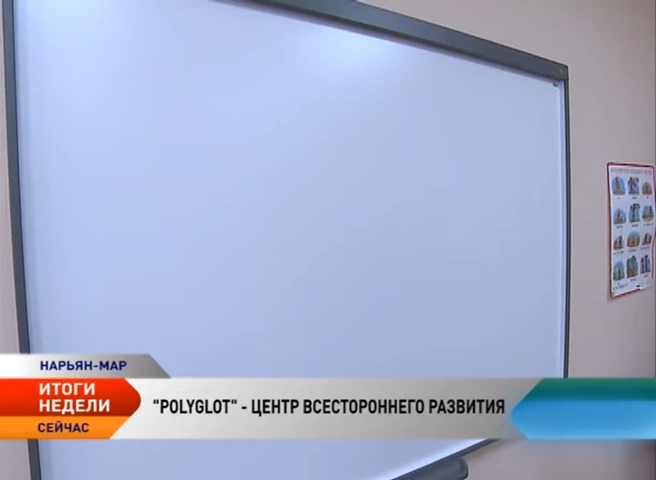 НАРЬЯН-МАР
ИТОГИ
НЕДЕЛИ
СЕЙЧАС
"POLYGLOT" - ЦЕНТР ВСЕСТОРОННЕГО РАЗВИТИЯ